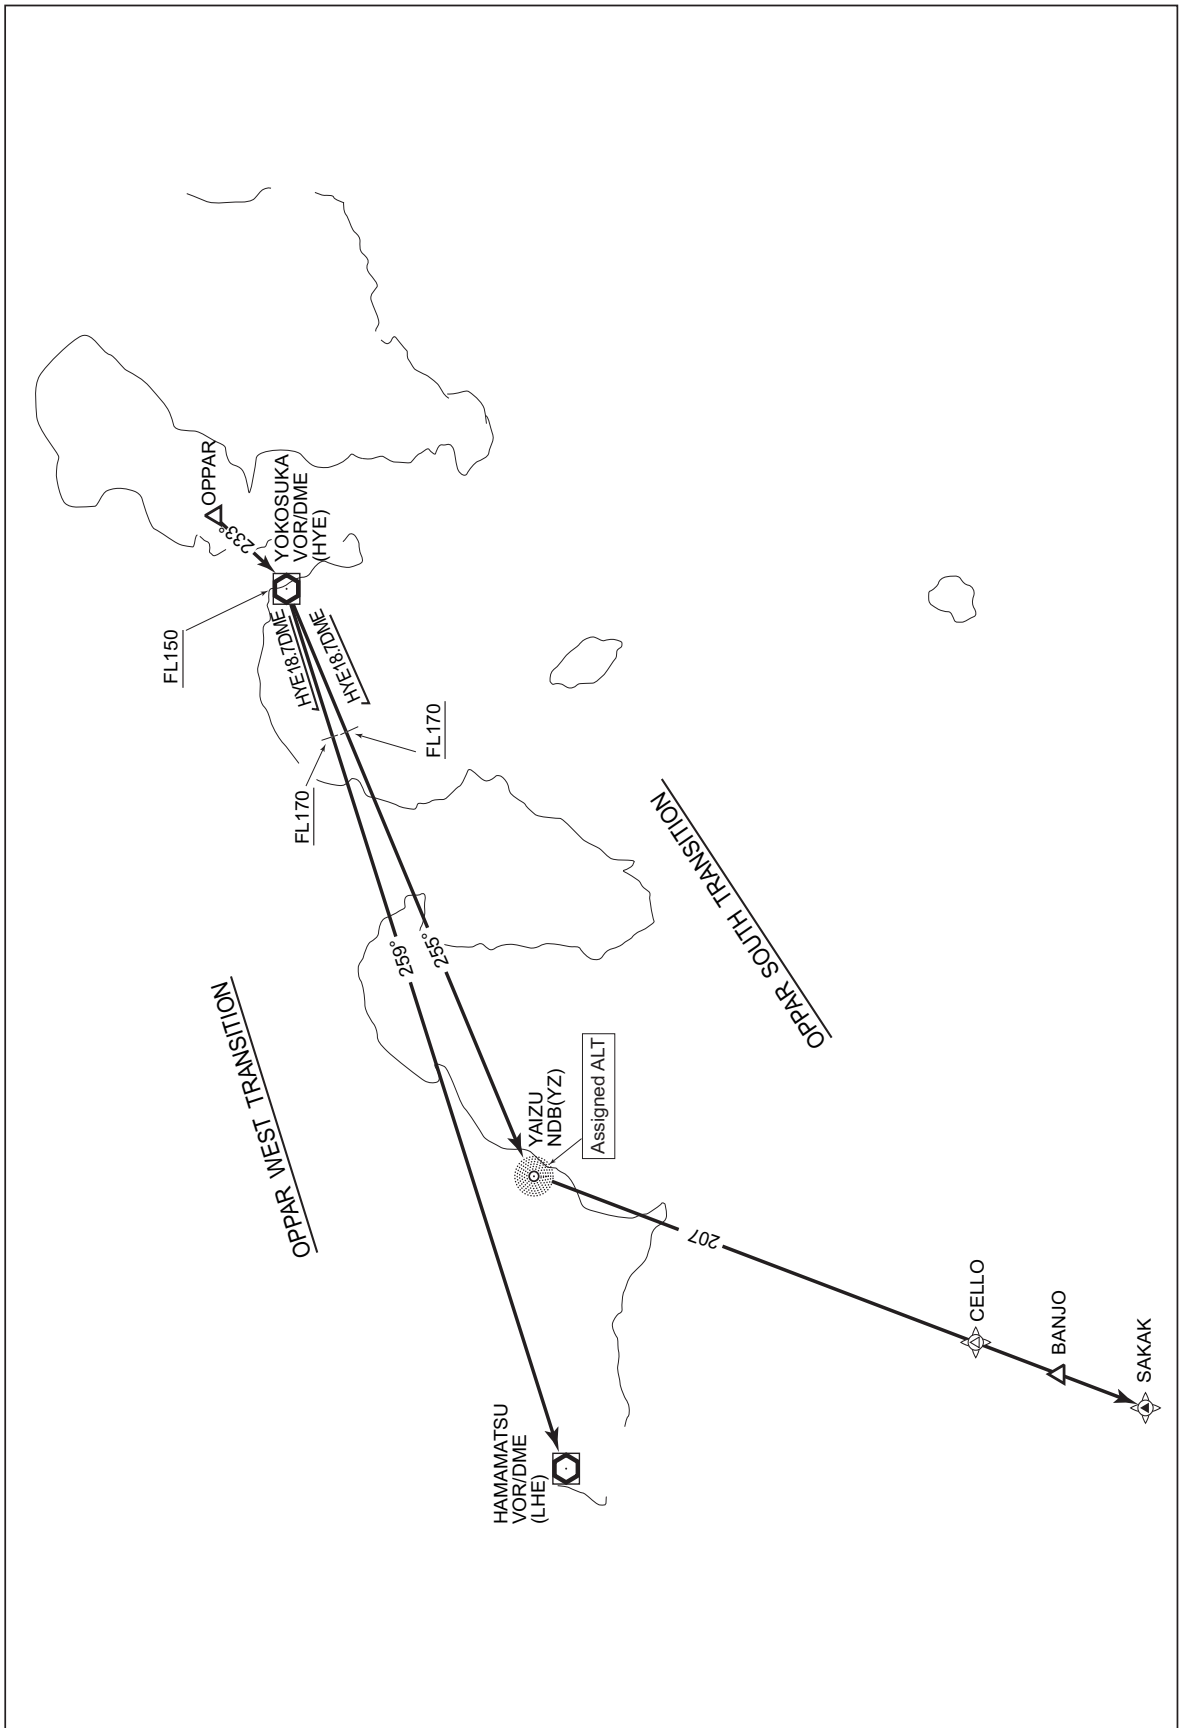 OPPAR
233°
YOKOSUKA
VOR/DME
(HYE)
FL150
HYE18.7DME
HYE18.7DME
FL170
FL170
259°
255°
OPPAR WEST TRANSITION
OPPAR SOUTH TRANSITION
YAIZU
NDB(YZ)
Assigned ALT
207
CELLO
BANJO
SAKAK
HAMAMATSU
VOR/DME
(LHE)